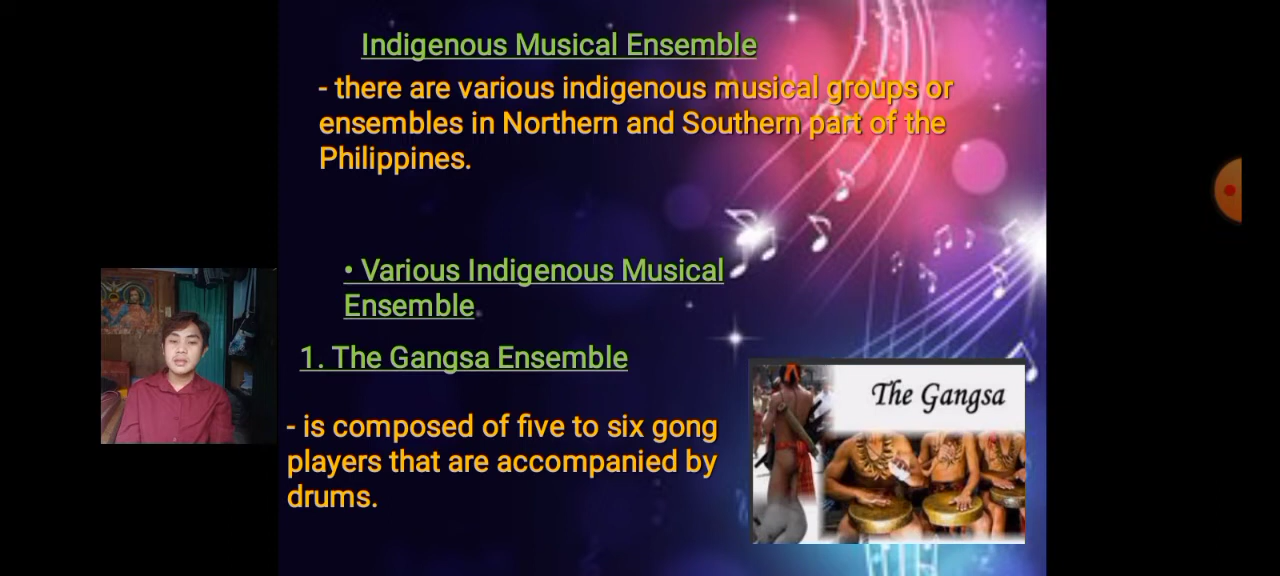 Indigenous Musical Ensemble
- there are various indigenous musical groups or
ensembles in Northern and Southern part of the
Philippines.
• Various Indigenous Musical
Ensemble.
1. The Gangsa Ensemble
- is composed of five to six gong
players that are accompanied by
drums.
The Gangsa